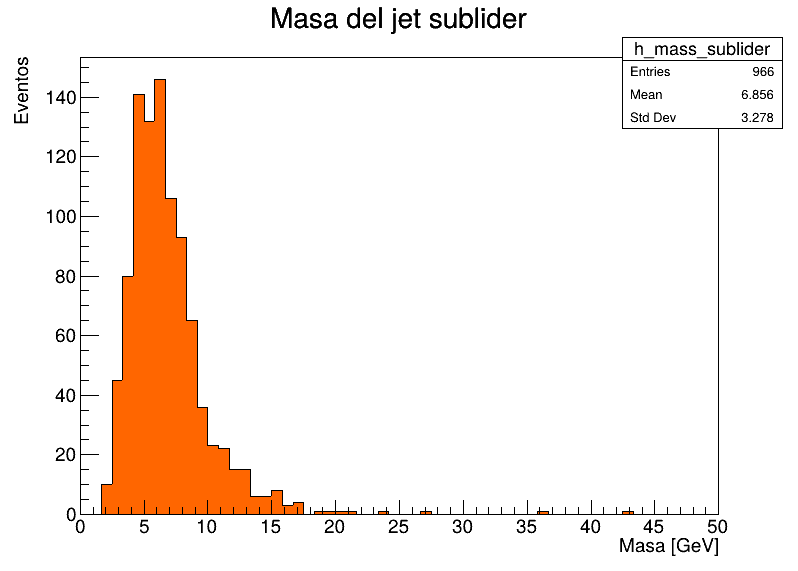 Masa del jet sublider
h_mass_sublider
Entries 966
Mean 6.856
Std Dev 3.278
Eventos
140
120
100
80
60
40
20
0
0 5 10 15 20 25 30 35 40 45 50
Masa [GeV]